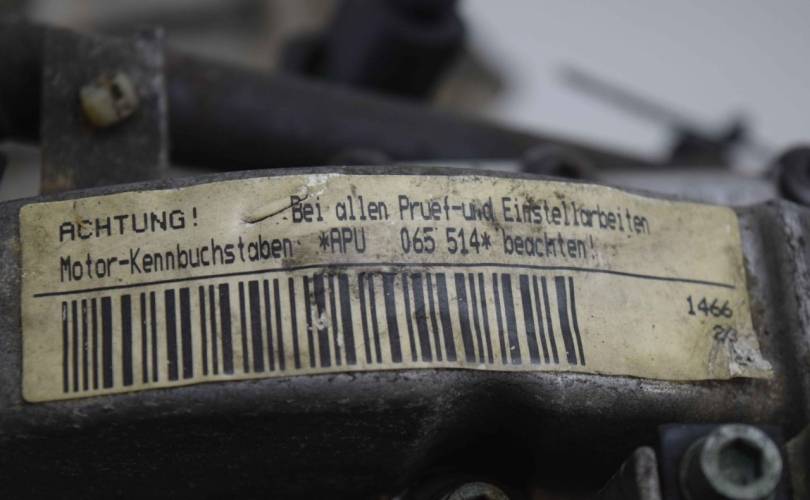 ACHTUNG! Bei allen Pruef-und Einstellarbeiten
Motor-Kennbuchstaben *APU 065 514* beachten!
1466